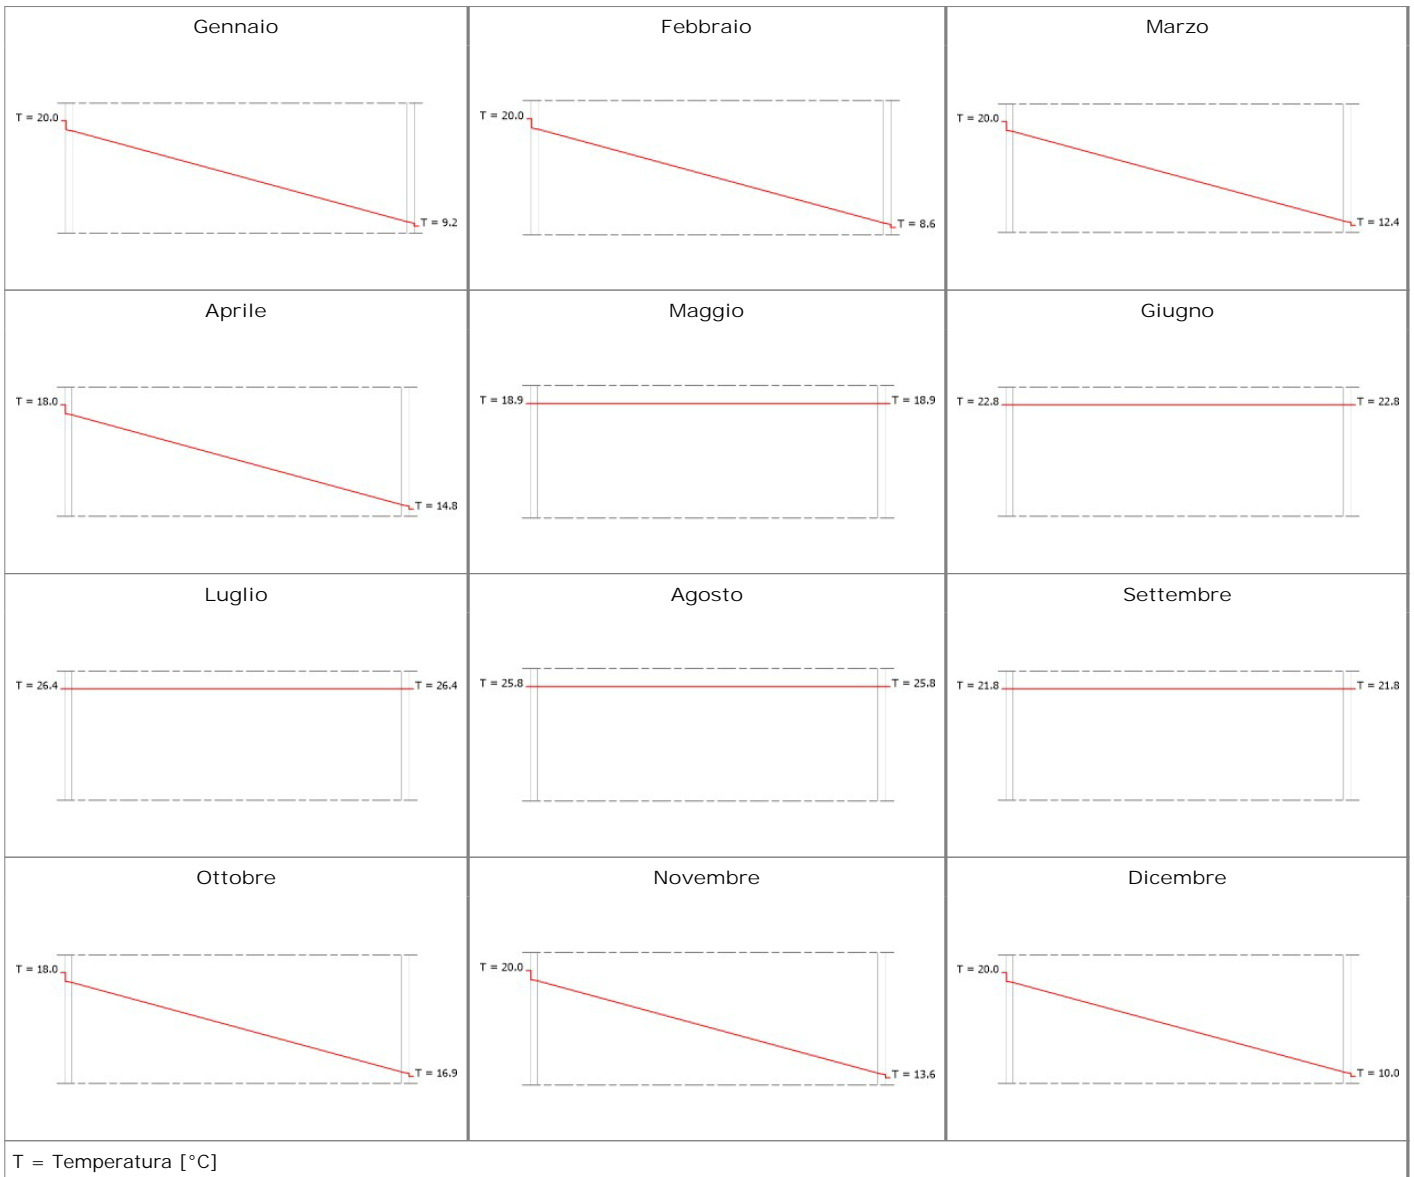 Gennaio
Febbraio
Marzo
T = 20.0
T = 9.2
T = 20.0
T = 8.6
T = 20.0
T = 12.4
Aprile
Maggio
Giugno
T = 18.0
T = 14.8
T = 18.9
T = 18.9
T = 22.8
T = 22.8
Luglio
Agosto
Settembre
T = 26.4
T = 26.4
T = 25.8
T = 25.8
T = 21.8
T = 21.8
Ottobre
Novembre
Dicembre
T = 18.0
T = 16.9
T = 20.0
T = 13.6
T = 20.0
T = 10.0
T = Temperatura [°C]